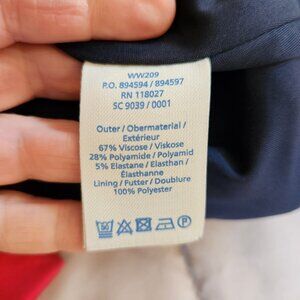 WW209
P.O. 894594 / 894597
RN 118027
SC 9039 / 0001
Outer / Obermaterial /
Extérieur
67% Viscose / Viskose
28% Polyamide / Polyamid
5% Elastane / Elasthan /
Élasthanne
Lining / Futter / Doublure
100% Polyester
P